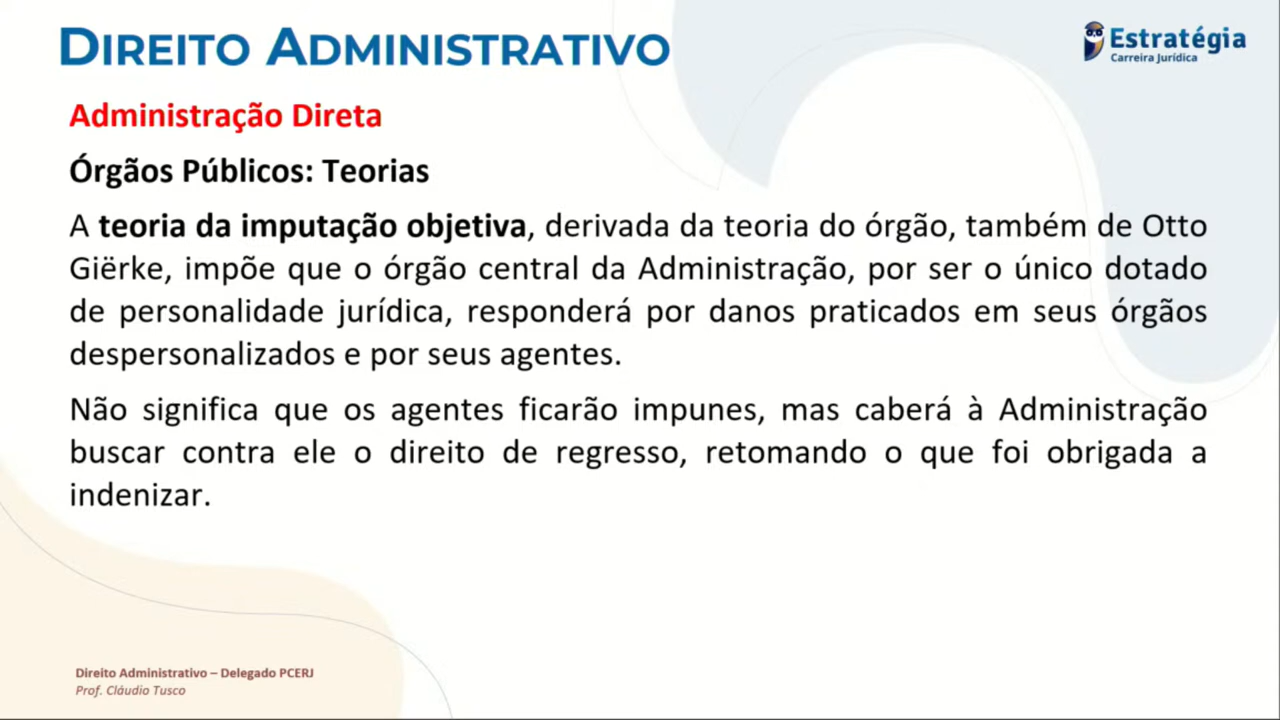 DIREITO ADMINISTRATIVO
Estratégia
Carreira Jurídica
Administração Direta
Órgãos Públicos: Teorias
A teoria da imputação objetiva, derivada da teoria do órgão, também de Otto
Giërke, impõe que o órgão central da Administração, por ser o único dotado
de personalidade jurídica, responderá por danos praticados em seus órgãos
despersonalizados e por seus agentes.
Não significa que os agentes ficarão impunes, mas caberá à Administração
buscar contra ele o direito de regresso, retomando o que foi obrigada a
indenizar.
Direito Administrativo – Delegado PCERJ
Prof. Cláudio Tusco